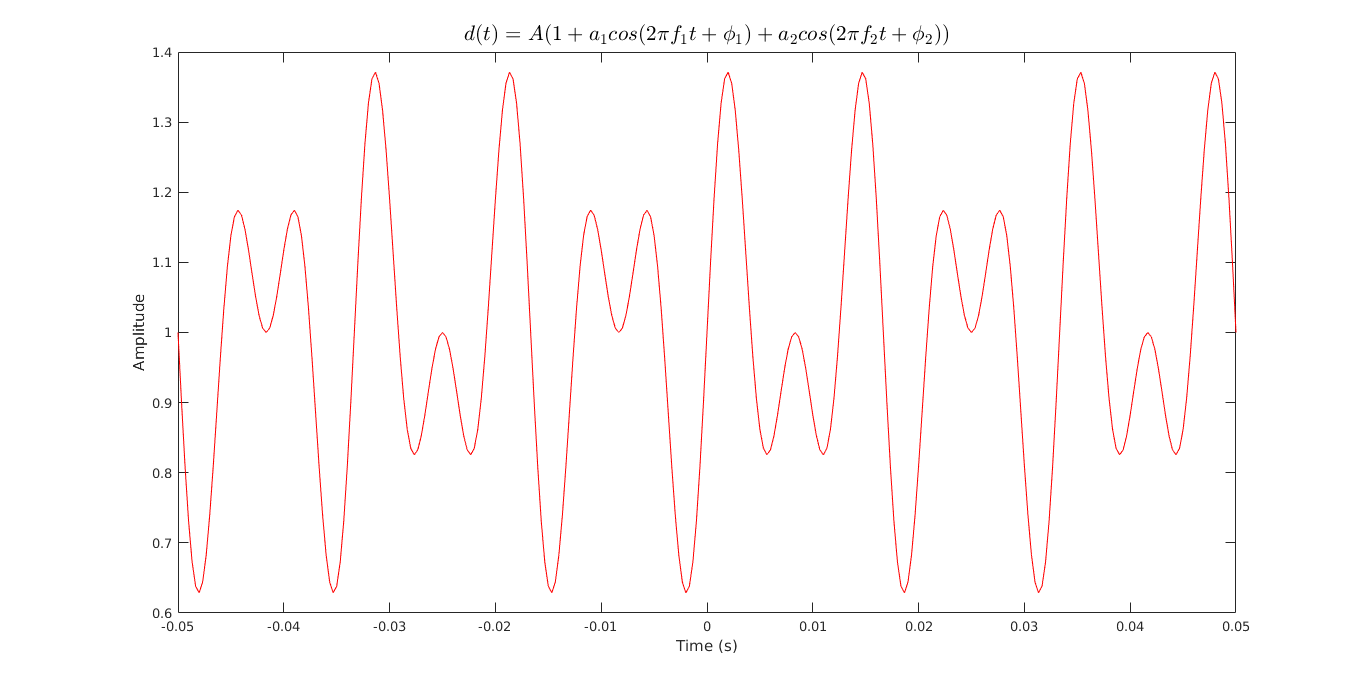 d(t) = A(1 + a₁cos(2πf₁t + ϕ₁) + a₂cos(2πf₂t + ϕ₂))
1.4
1.3
1.2
1.1
1
0.9
0.8
0.7
0.6
Amplitude
-0.05 -0.04 -0.03 -0.02 -0.01 0 0.01 0.02 0.03 0.04 0.05
Time (s)